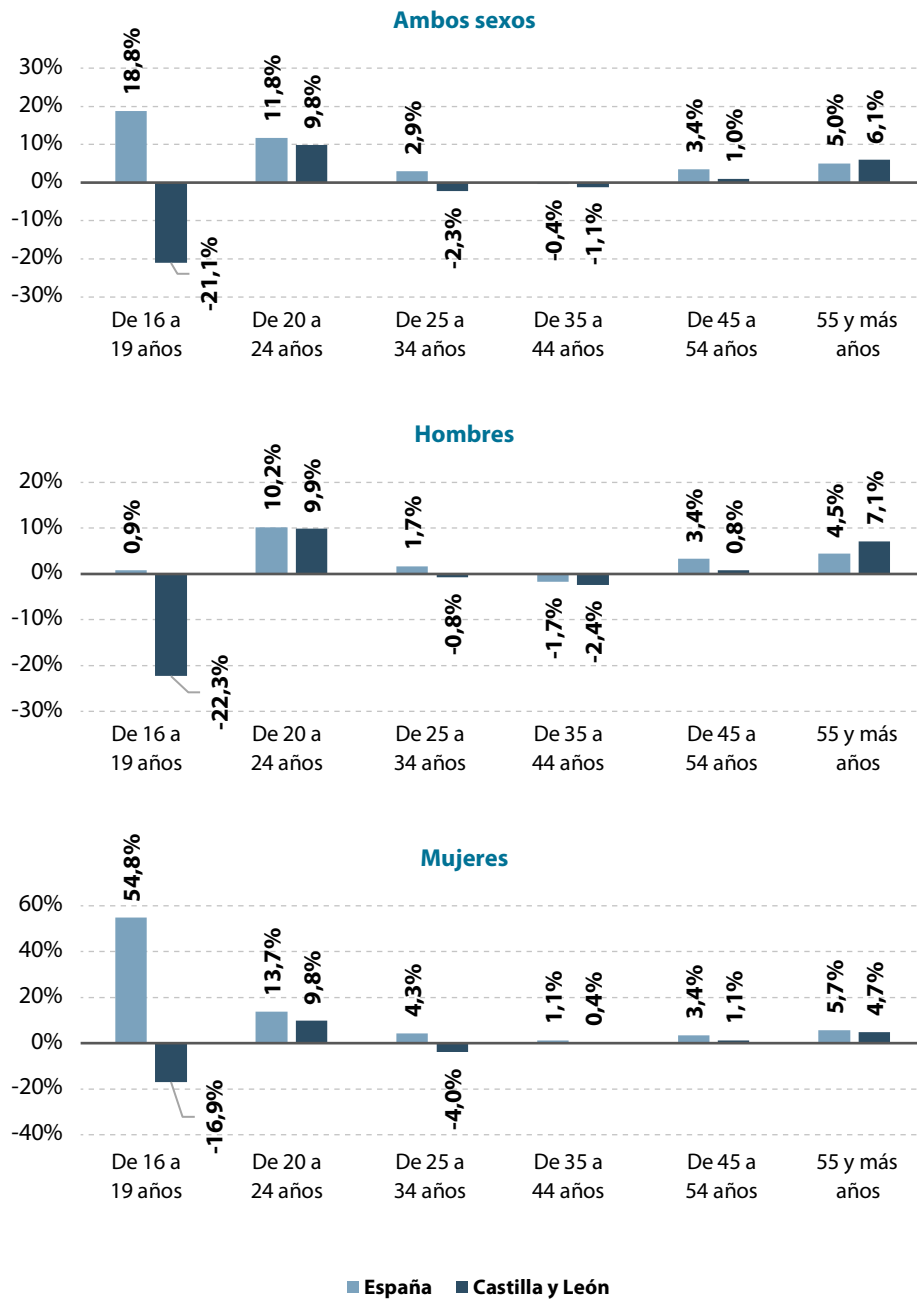 Ambos sexos
30%
20%
10%
0%
-10%
-20%
-30%
18,8%
-21,1%
11,8%
9,8%
2,9%
-2,3%
-0,4%
-1,1%
3,4%
1,0%
5,0%
6,1%
De 16 a
19 años
De 20 a
24 años
De 25 a
34 años
De 35 a
44 años
De 45 a
54 años
55 y más
años
Hombres
20%
10%
0%
-10%
-20%
-30%
0,9%
-22,3%
10,2%
9,9%
1,7%
-0,8%
-1,7%
-2,4%
3,4%
0,8%
4,5%
7,1%
De 16 a
19 años
De 20 a
24 años
De 25 a
34 años
De 35 a
44 años
De 45 a
54 años
55 y más
años
Mujeres
60%
40%
20%
0%
-20%
-40%
54,8%
-16,9%
13,7%
9,8%
4,3%
-4,0%
1,1%
0,4%
3,4%
1,1%
5,7%
4,7%
De 16 a
19 años
De 20 a
24 años
De 25 a
34 años
De 35 a
44 años
De 45 a
54 años
55 y más
años
España
Castilla y León